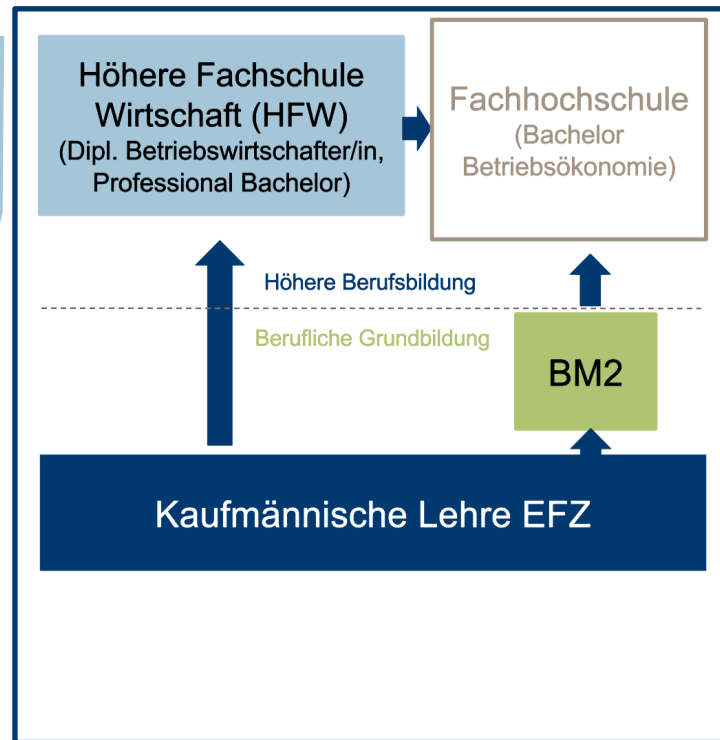 Höhere Fachschule
Wirtschaft (HFW)
(Dipl. Betriebswirtschafter/in,
Professional Bachelor)
Fachhochschule
(Bachelor
Betriebsökonomie)
Höhere Berufsbildung
Berufliche Grundbildung
BM2
Kaufmännische Lehre EFZ